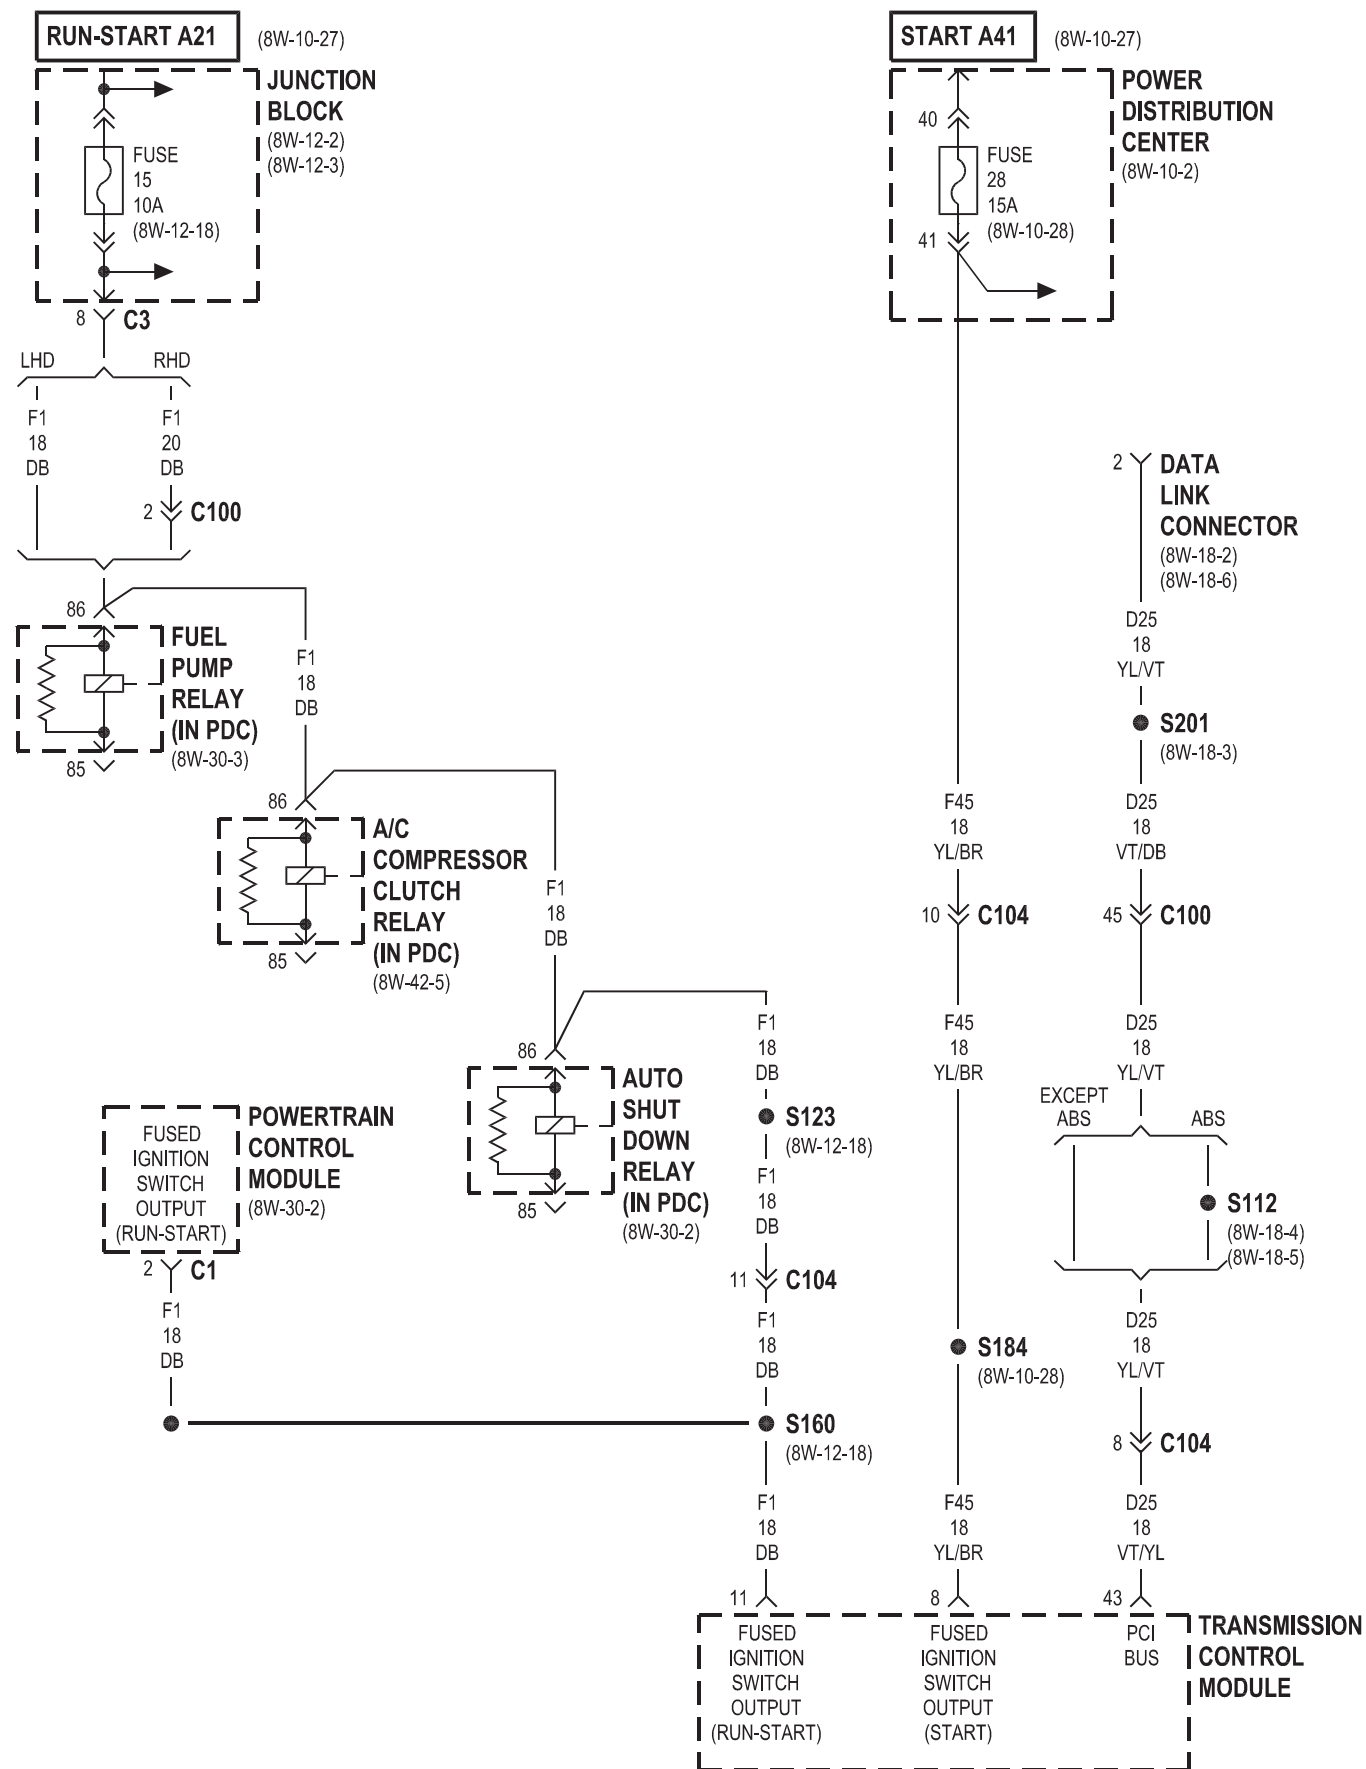 RUN-START A21
(8W-10-27)
JUNCTION
BLOCK
(8W-12-2)
(8W-12-3)
FUSE
15
10A
(8W-12-18)
8
C3
LHD
RHD
F1
18
DB
F1
20
DB
2
C100
86
FUEL
PUMP
RELAY
(IN PDC)
(8W-30-3)
85
F1
18
DB
86
A/C
COMPRESSOR
CLUTCH
RELAY
(IN PDC)
(8W-42-5)
85
F1
18
DB
86
AUTO
SHUT
DOWN
RELAY
(IN PDC)
(8W-30-2)
85
FUSED
IGNITION
SWITCH
OUTPUT
(RUN-START)
POWERTRAIN
CONTROL
MODULE
(8W-30-2)
2
C1
F1
18
DB
F1
18
DB
S123
(8W-12-18)
F1
18
DB
11
C104
F1
18
DB
S160
(8W-12-18)
F1
18
DB
11
START A41
(8W-10-27)
POWER
DISTRIBUTION
CENTER
(8W-10-2)
40
FUSE
28
15A
(8W-10-28)
41
F45
18
YL/BR
10
C104
F45
18
YL/BR
S184
(8W-10-28)
F45
18
YL/BR
8
2
DATA
LINK
CONNECTOR
(8W-18-2)
(8W-18-6)
D25
18
YL/VT
S201
(8W-18-3)
D25
18
VT/DB
45
C100
D25
18
YL/VT
EXCEPT
ABS
ABS
S112
(8W-18-4)
(8W-18-5)
D25
18
YL/VT
8
C104
D25
18
VT/YL
43
FUSED
IGNITION
SWITCH
OUTPUT
(RUN-START)
FUSED
IGNITION
SWITCH
OUTPUT
(START)
PCI
BUS
TRANSMISSION
CONTROL
MODULE